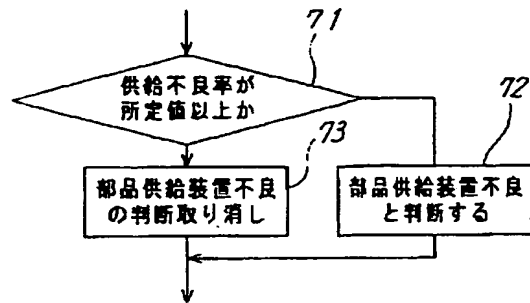 71
供給不良率が
所定値以上か
73
72
部品供給装置不良
の判断取り消し
部品供給装置不良
と判断する